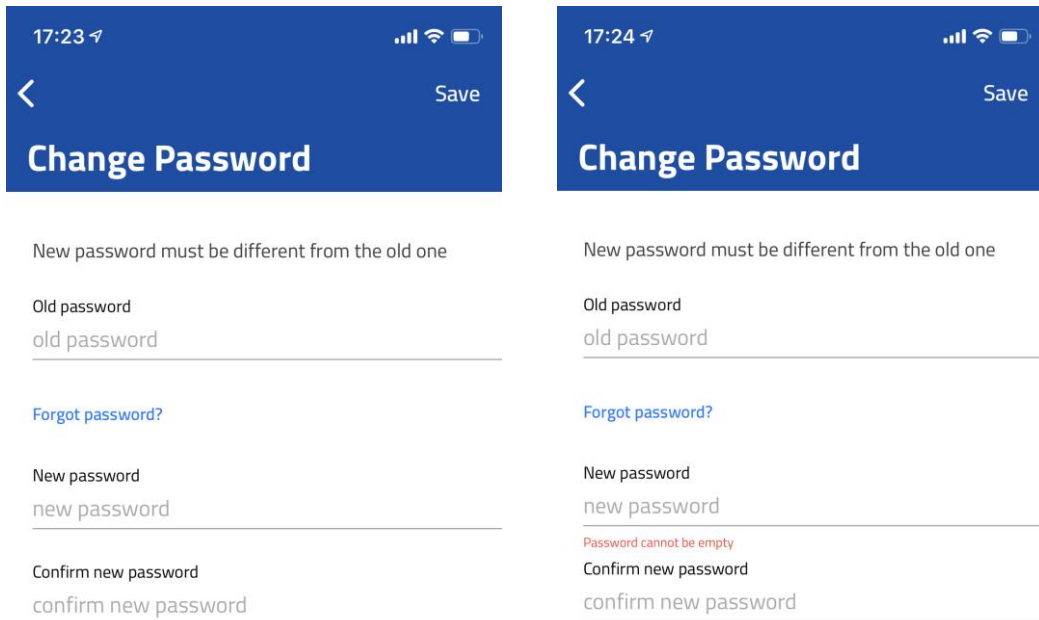 17:23
Save
Change Password
New password must be different from the old one
Old password
old password
Forgot password?
New password
new password
Confirm new password
confirm new password
17:24
Save
Change Password
New password must be different from the old one
Old password
old password
Forgot password?
New password
new password
Password cannot be empty
Confirm new password
confirm new password